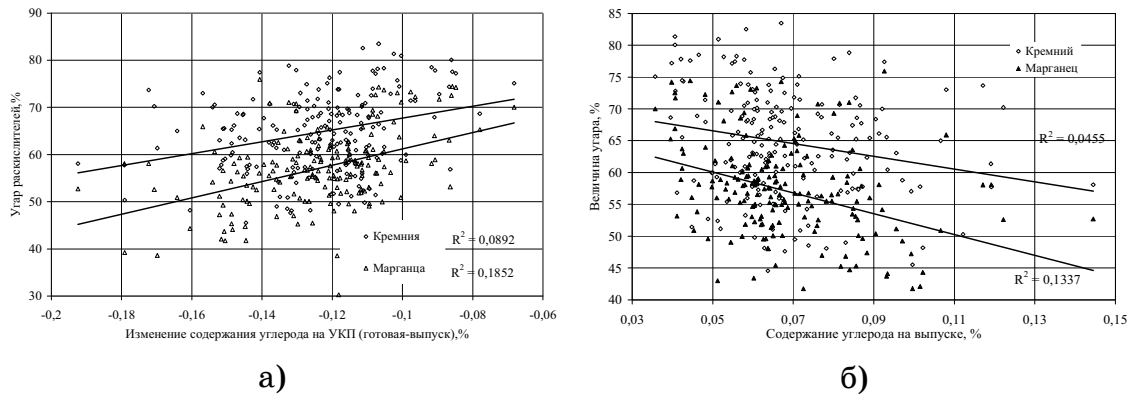 90
80
70
60
50
40
30
Угар раскислителей,%
Кремния
R² = 0,0892
Марганца
R² = 0,1852
-0,2 -0,18 -0,16 -0,14 -0,12 -0,1 -0,08 -0,06
Изменение содержания углерода на УКП (готовая-выпуск),%
а)
85
80
75
70
65
60
55
50
45
40
Величина угара, %
Кремний
Марганец
R² = 0,0455
R² = 0,1337
0,03 0,05 0,07 0,09 0,11 0,13 0,15
Содержание углерода на выпуске, %
б)